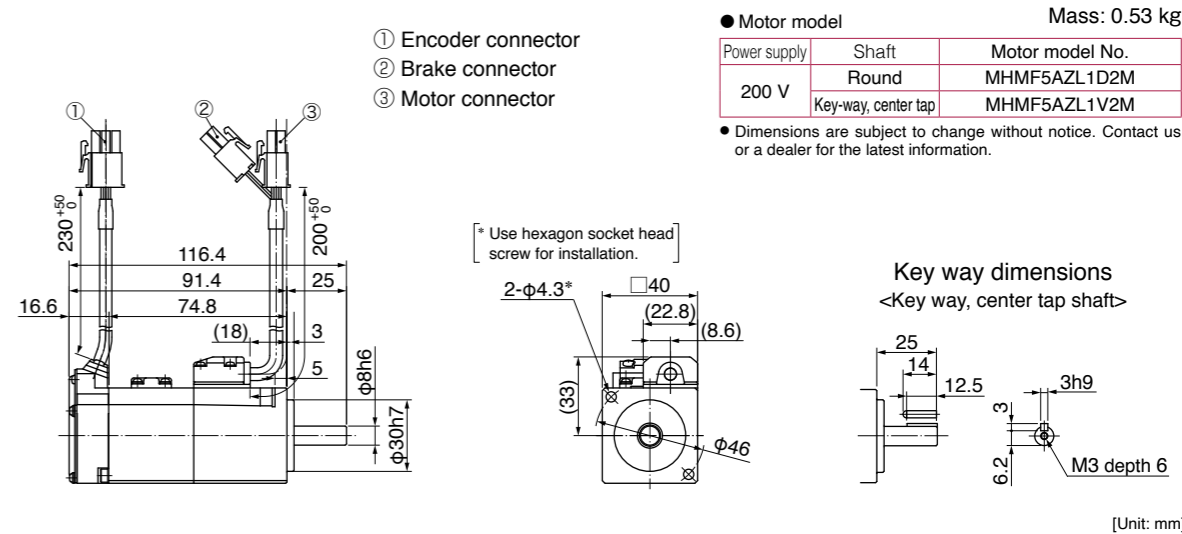 ① Encoder connector
② Brake connector
③ Motor connector
● Motor model
Mass: 0.53 kg
Power supply Shaft Motor model No.
200 V
Round MHMF5AZL1D2M
Key-way, center tap MHMF5AZL1V2M
● Dimensions are subject to change without notice. Contact us
or a dealer for the latest information.
① ② ③
230 +50 0
200 +50 0
116.4
91.4 25
16.6 74.8
(18) 3
5
φ8h6
φ30h7
* Use hexagon socket head
screw for installation.
2-φ4.3*
□40
(22.8)
(8.6)
(33)
φ46
Key way dimensions
<Key way, center tap shaft>
25
14
12.5
3h9
3
6.2
M3 depth 6
[Unit: mm]